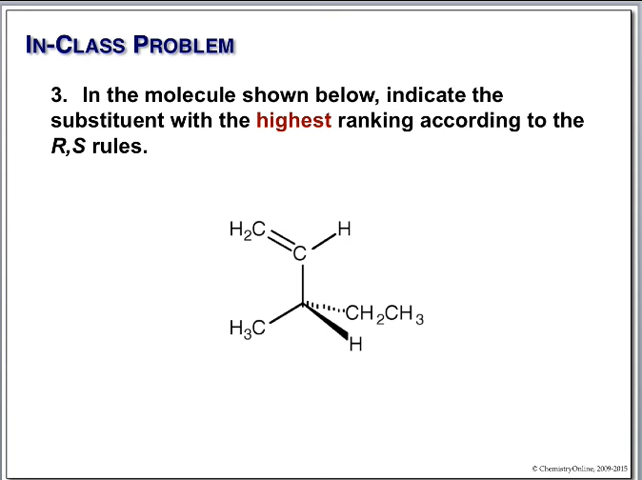 IN-CLASS PROBLEM
3. In the molecule shown below, indicate the
substituent with the highest ranking according to the
R,S rules.
H₂C
H
C
CH₂CH₃
H₃C
H
© ChemistryOnline, 2009-2015